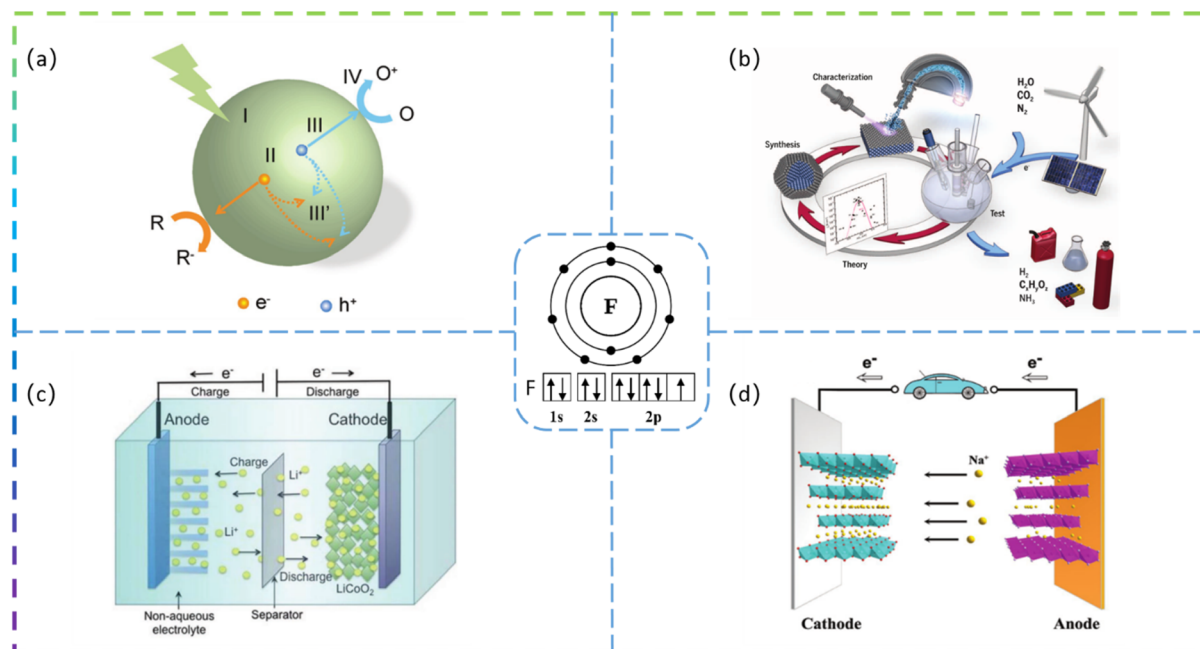 (a)
I
II
III
IV
O⁺
O
III'
R
R⁻
e⁻
h⁺
(b)
Characterization
Synthesis
Theory
Test
H₂O
CO₂
N₂
e⁻
H₂
CₓHᵧO𝓏
NH₃
F
F
1s 2s 2p
(c)
e⁻
Charge
e⁻
Discharge
Anode
Cathode
Charge
Li⁺
Li⁺
Discharge
LiCoO₂
Non-aqueous
electrolyte
Separator
(d)
e⁻
e⁻
Na⁺
Cathode
Anode